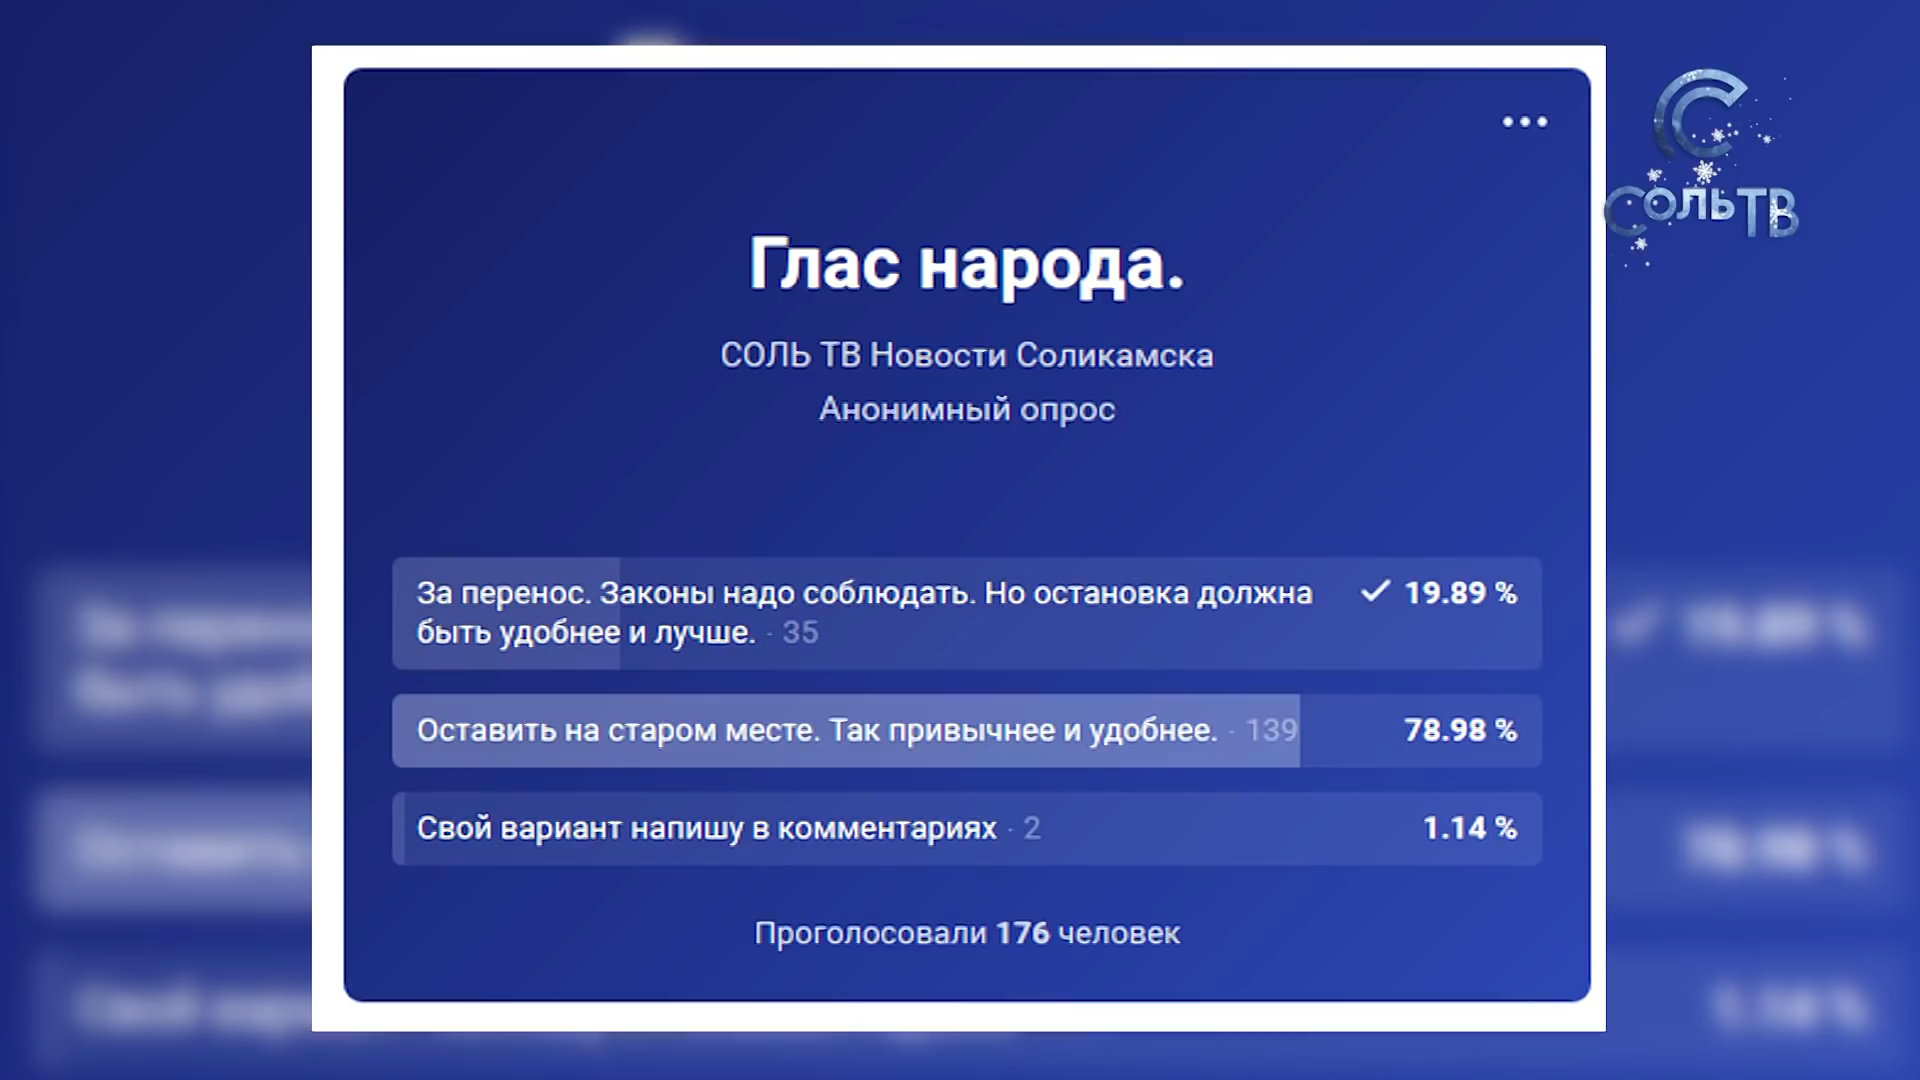 Глас народа.
СОЛЬ ТВ Новости Соликамска
Анонимный опрос
За перенос. Законы надо соблюдать. Но остановка должна
быть удобнее и лучше. · 35
19.89 %
Оставить на старом месте. Так привычнее и удобнее. · 139
78.98 %
Свой вариант напишу в комментариях · 2
1.14 %
Проголосовали 176 человек
СОЛЬ ТВ